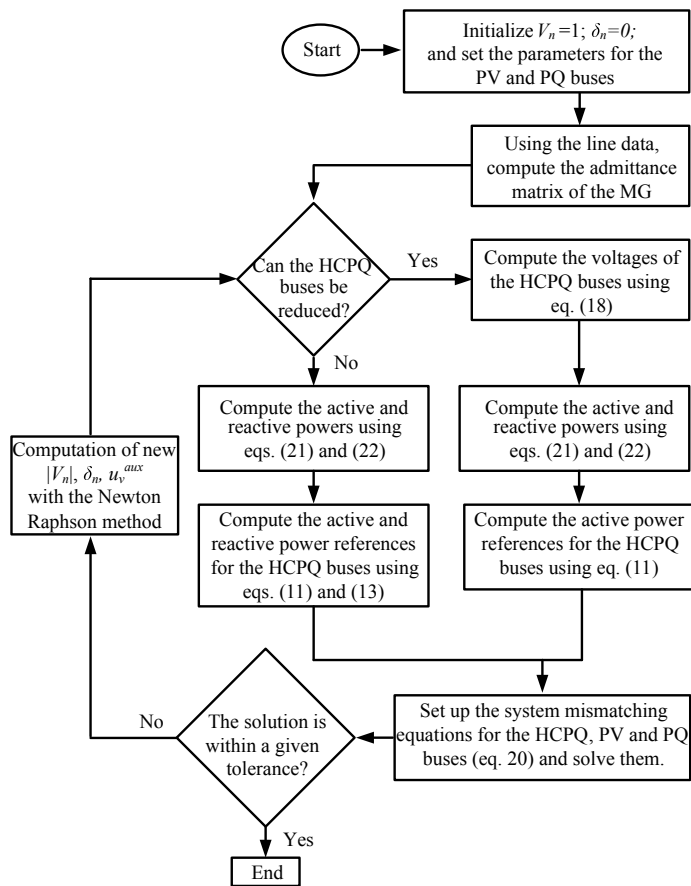 Start
Initialize Vn=1; δn=0;
and set the parameters for the
PV and PQ buses
Using the line data,
compute the admittance
matrix of the MG
Can the HCPQ
buses be
reduced?
Yes
Compute the voltages of
the HCPQ buses using
eq. (18)
No
Compute the active and
reactive powers using
eqs. (21) and (22)
Compute the active and
reactive powers using
eqs. (21) and (22)
Computation of new
|Vn|, δn, uv^aux
with the Newton
Raphson method
Compute the active and
reactive power references
for the HCPQ buses using
eqs. (11) and (13)
Compute the active power
references for the HCPQ
buses using eq. (11)
Set up the system mismatching
equations for the HCPQ, PV and PQ
buses (eq. 20) and solve them.
The solution is
within a given
tolerance?
No
Yes
End